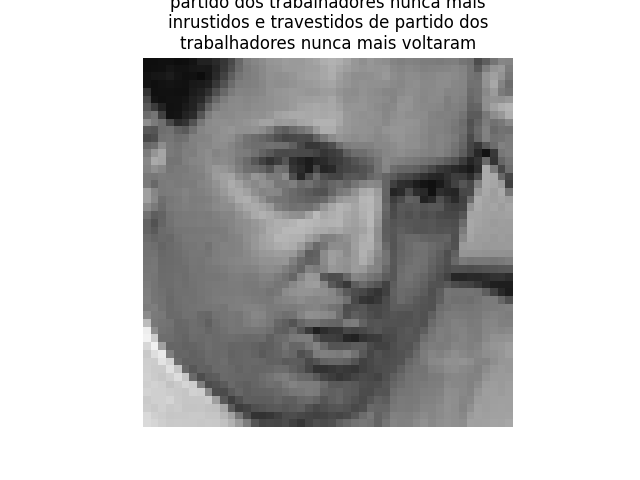 partido dos trabalhadores nunca mais
inrustidos e travestidos de partido dos
trabalhadores nunca mais voltaram